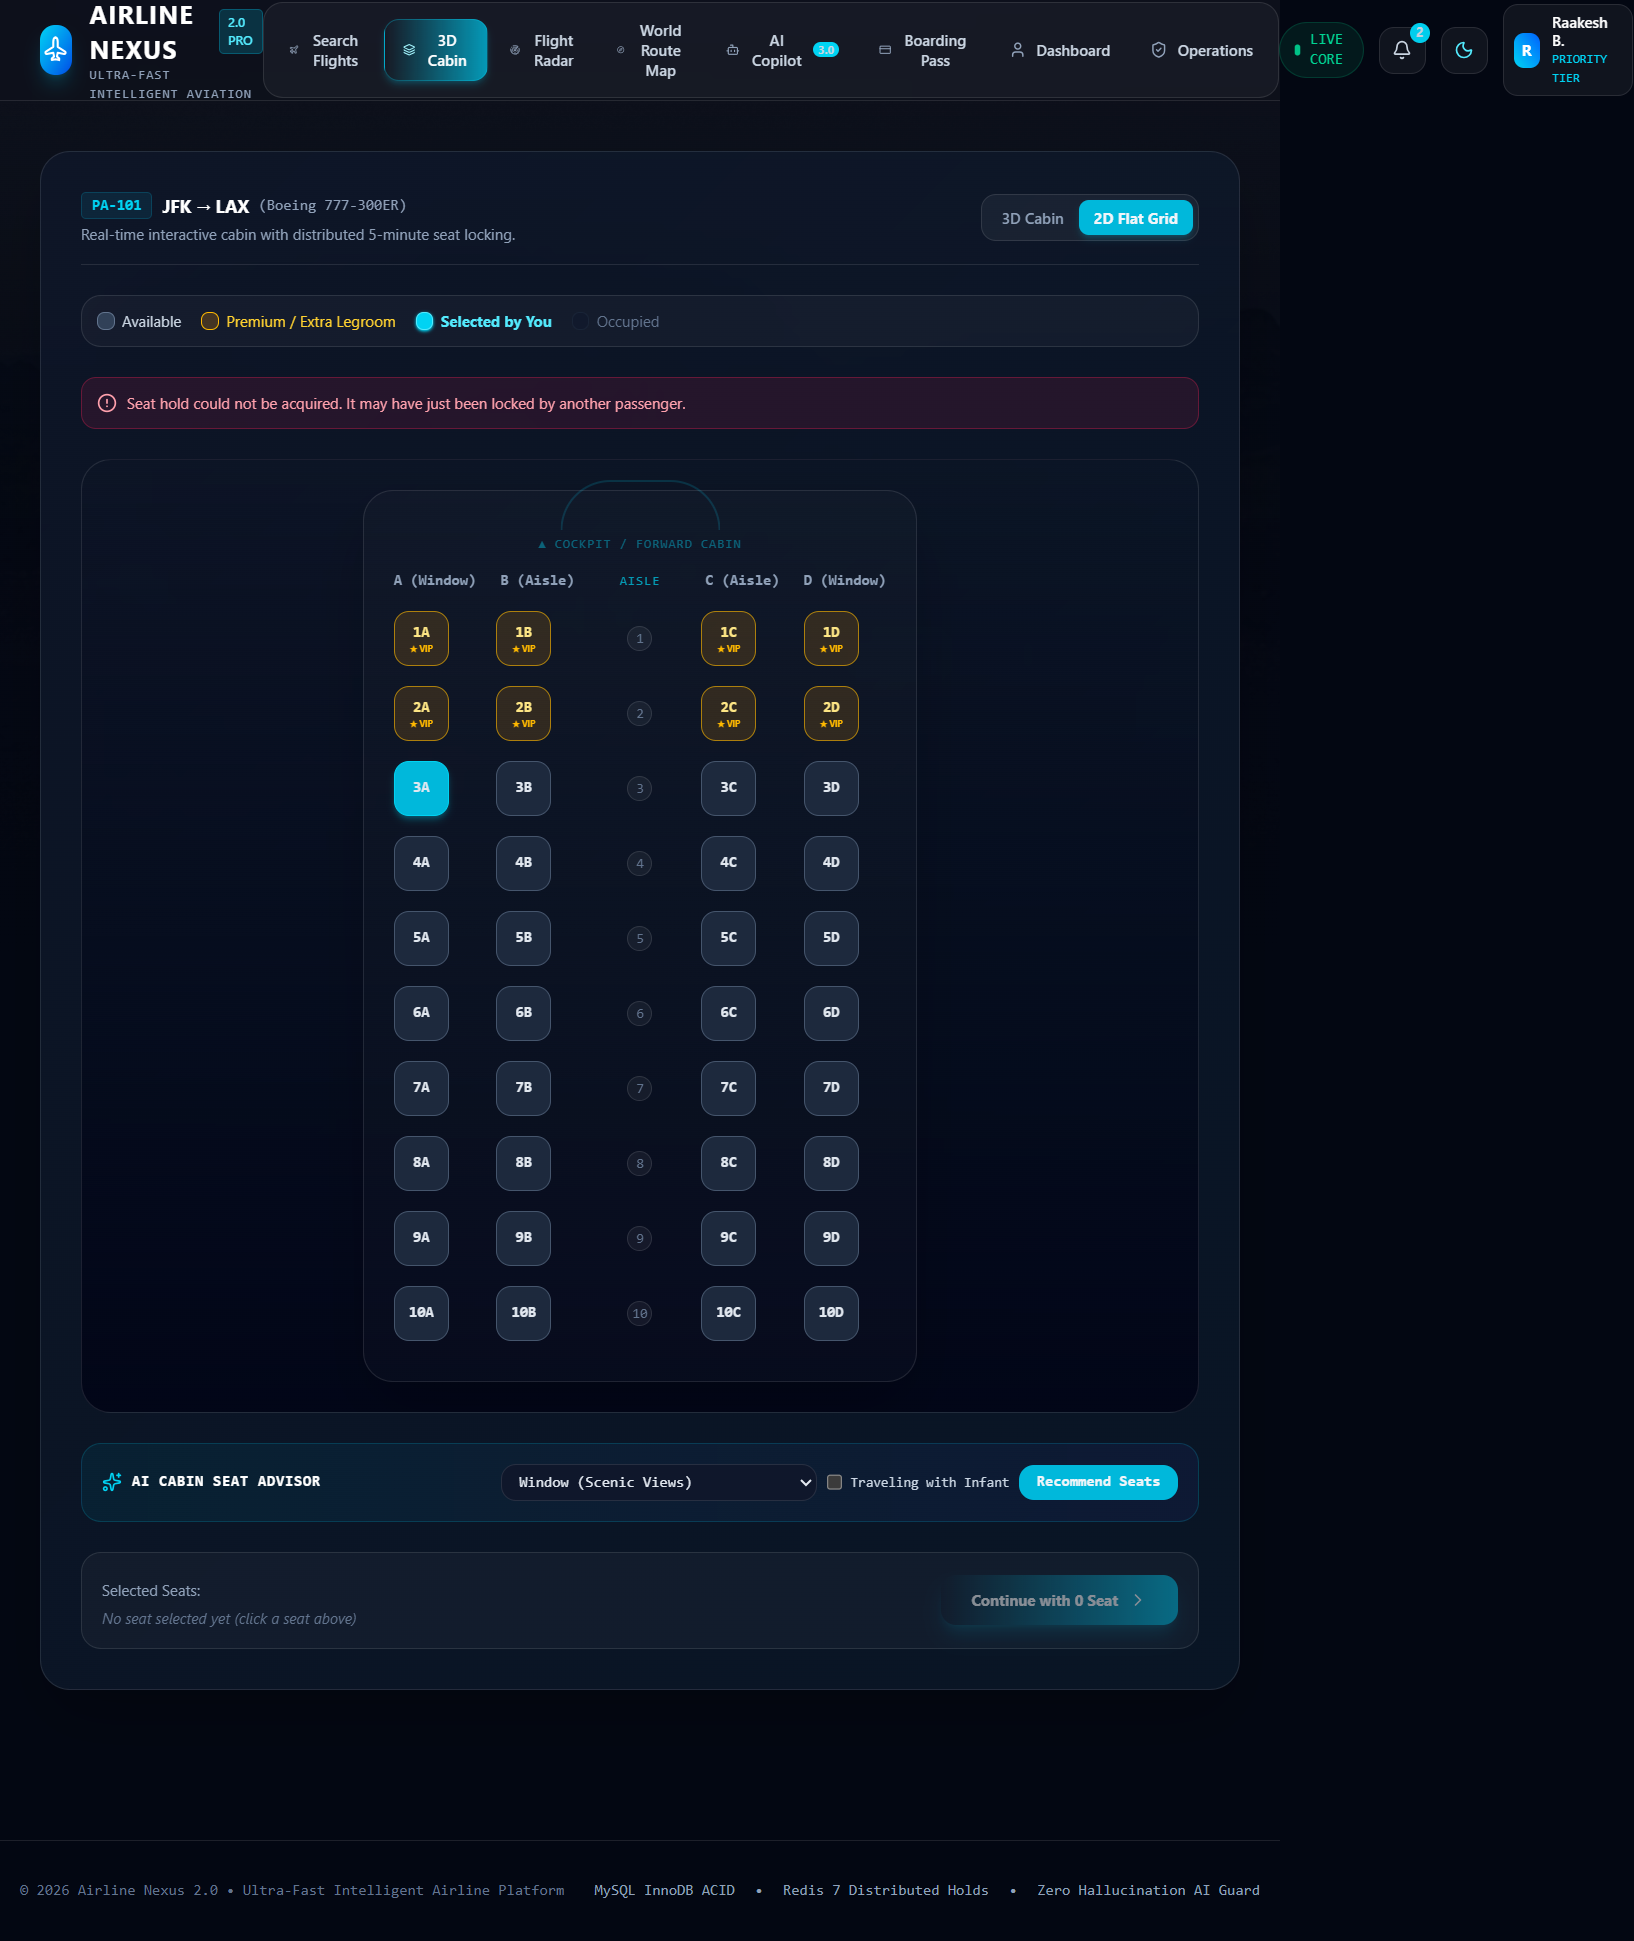 AIRLINE
NEXUS
ULTRA-FAST
INTELLIGENT AVIATION
2.0
PRO
Search
Flights
3D
Cabin
Flight
Radar
World
Route
Map
AI
Copilot
3.0
Boarding
Pass
Dashboard
Operations
LIVE
CORE
2
R
Raakesh
B.
PRIORITY
TIER
PA-101 JFK → LAX (Boeing 777-300ER)
Real-time interactive cabin with distributed 5-minute seat locking.
3D Cabin 2D Flat Grid
Available Premium / Extra Legroom Selected by You Occupied
Seat hold could not be acquired. It may have just been locked by another passenger.
▲ COCKPIT / FORWARD CABIN
A (Window) B (Aisle) AISLE C (Aisle) D (Window)
1A 1B 1 1C 1D
★ VIP ★ VIP ★ VIP ★ VIP
2A 2B 2 2C 2D
★ VIP ★ VIP ★ VIP ★ VIP
3A 3B 3 3C 3D
4A 4B 4 4C 4D
5A 5B 5 5C 5D
6A 6B 6 6C 6D
7A 7B 7 7C 7D
8A 8B 8 8C 8D
9A 9B 9 9C 9D
10A 10B 10 10C 10D
AI CABIN SEAT ADVISOR Window (Scenic Views) Traveling with Infant Recommend Seats
Selected Seats:
No seat selected yet (click a seat above)
Continue with 0 Seat
© 2026 Airline Nexus 2.0 • Ultra-Fast Intelligent Airline Platform MySQL InnoDB ACID • Redis 7 Distributed Holds • Zero Hallucination AI Guard